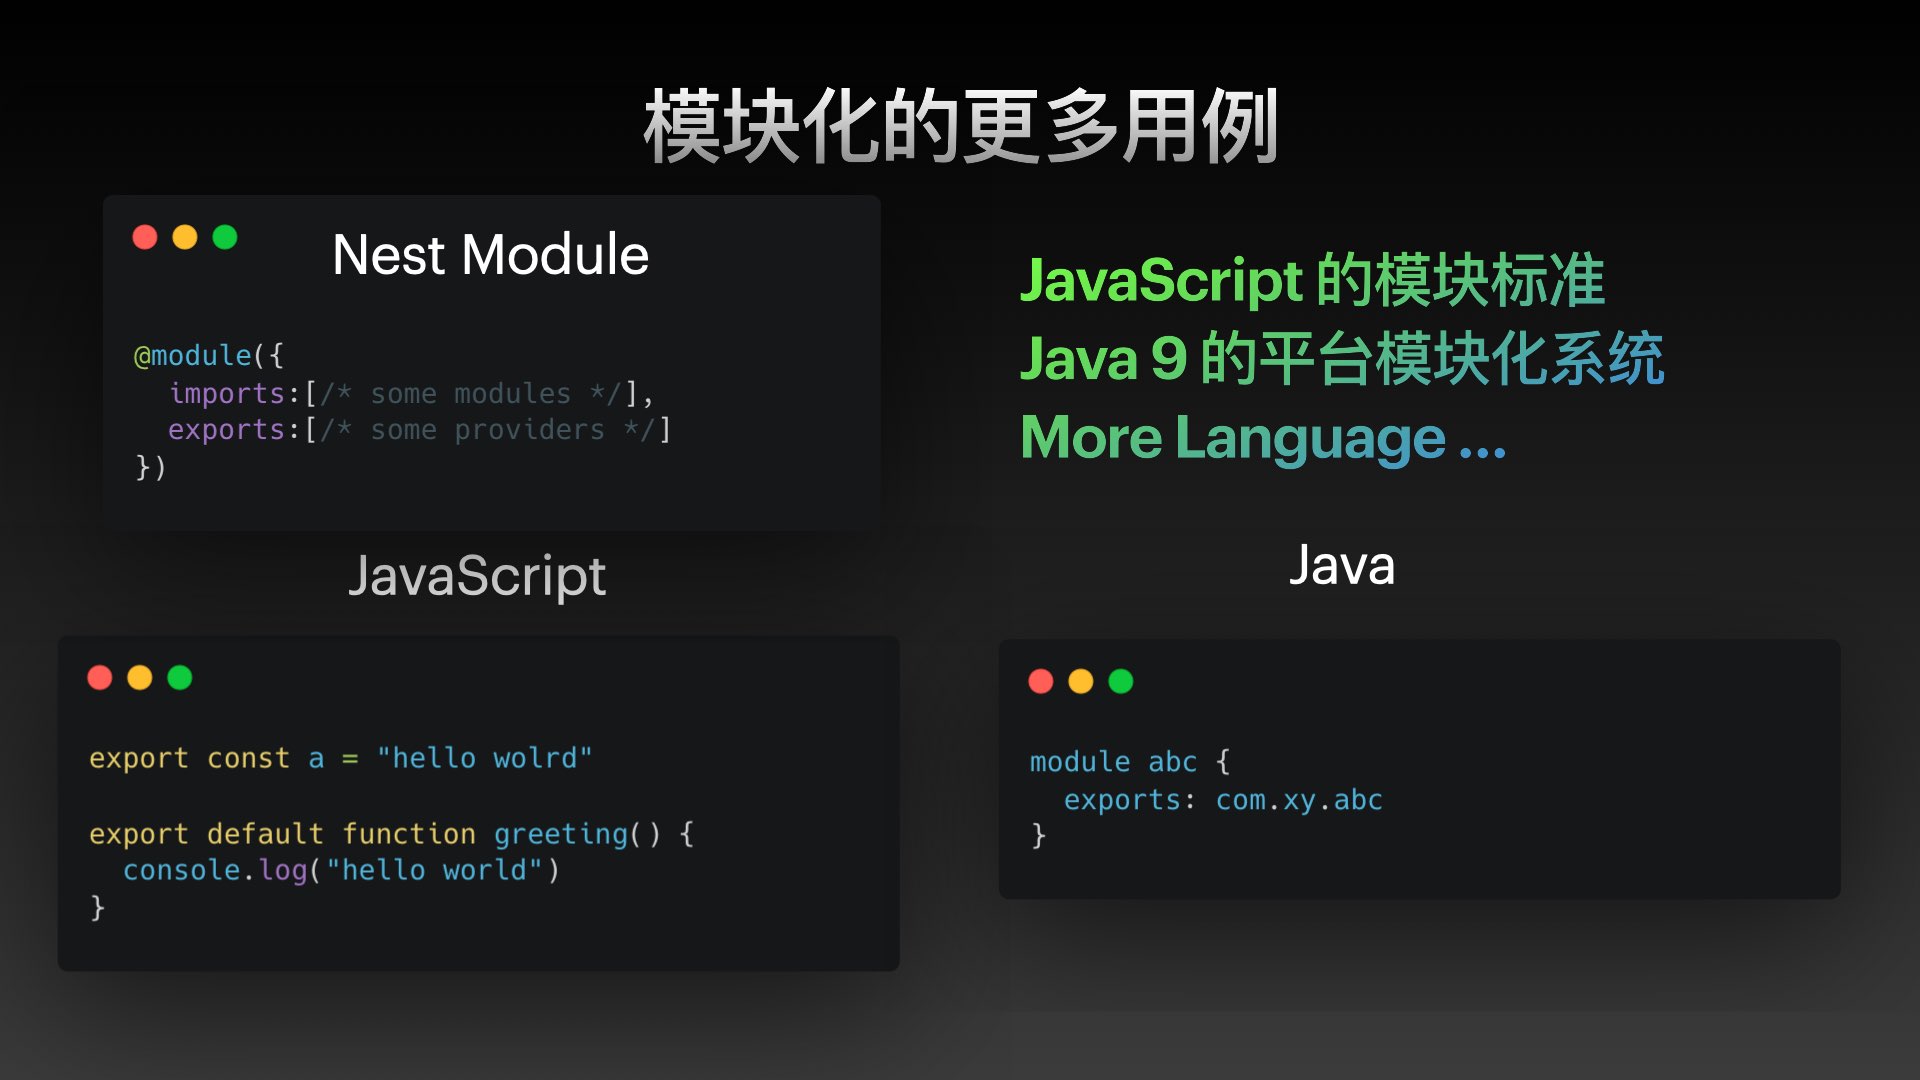 模块化的更多用例
Nest Module
@module({
  imports:[/* some modules */],
  exports:[/* some providers */]
})
JavaScript 的模块标准
Java 9 的平台模块化系统
More Language ...
JavaScript
export const a = "hello wolrd"
export default function greeting() {
  console.log("hello world")
}
Java
module abc {
  exports: com.xy.abc
}